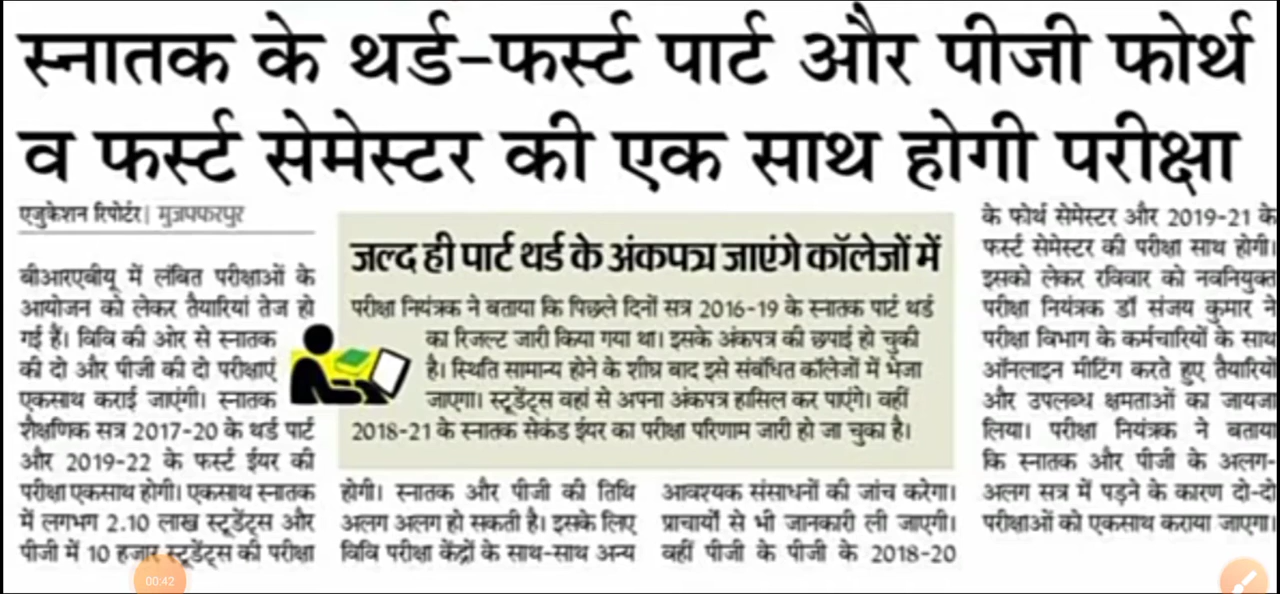 स्नातक के थर्ड-फर्स्ट पार्ट और पीजी फोर्थ
व फर्स्ट सेमेस्टर की एक साथ होगी परीक्षा
एजुकेशन रिपोर्टर| मुजफ्फरपुर
बीआरएबीयू में लंबित परीक्षाओं के
आयोजन को लेकर तैयारियां तेज हो
गई हैं। विवि की ओर से स्नातक
की दो और पीजी की दो परीक्षाएं
एकसाथ कराई जाएंगी। स्नातक
शैक्षणिक सत्र 2017-20 के थर्ड पार्ट
और 2019-22 के फर्स्ट ईयर की
परीक्षा एकसाथ होगी। एकसाथ स्नातक
में लगभग 2.10 लाख स्टूडेंट्स और
पीजी में 10 हजार स्टूडेंट्स की परीक्षा
जल्द ही पार्ट थर्ड के अंकपत्र जाएंगे कॉलेजों में
परीक्षा नियंत्रक ने बताया कि पिछले दिनों सत्र 2016-19 के स्नातक पार्ट थर्ड
का रिजल्ट जारी किया गया था। इसके अंकपत्र की छपाई हो चुकी
है। स्थिति सामान्य होने के शीघ्र बाद इसे संबंधित कॉलेजों में भेजा
जाएगा। स्टूडेंट्स वहां से अपना अंकपत्र हासिल कर पाएंगे। वहीं
2018-21 के स्नातक सेकंड ईयर का परीक्षा परिणाम जारी हो जा चुका है।
होगी। स्नातक और पीजी की तिथि
अलग अलग हो सकती है। इसके लिए
विवि परीक्षा केंद्रों के साथ-साथ अन्य
आवश्यक संसाधनों की जांच करेगा।
प्राचार्यों से भी जानकारी ली जाएगी।
वहीं पीजी के पीजी के 2018-20
के फोर्थ सेमेस्टर और 2019-21 के
फर्स्ट सेमेस्टर की परीक्षा साथ होगी।
इसको लेकर रविवार को नवनियुक्त
परीक्षा नियंत्रक डॉ संजय कुमार ने
परीक्षा विभाग के कर्मचारियों के साथ
ऑनलाइन मीटिंग करते हुए तैयारियों
और उपलब्ध क्षमताओं का जायजा
लिया। परीक्षा नियंत्रक ने बताया
कि स्नातक और पीजी के अलग-
अलग सत्र में पड़ने के कारण दो-दो
परीक्षाओं को एकसाथ कराया जाएगा।
00:42